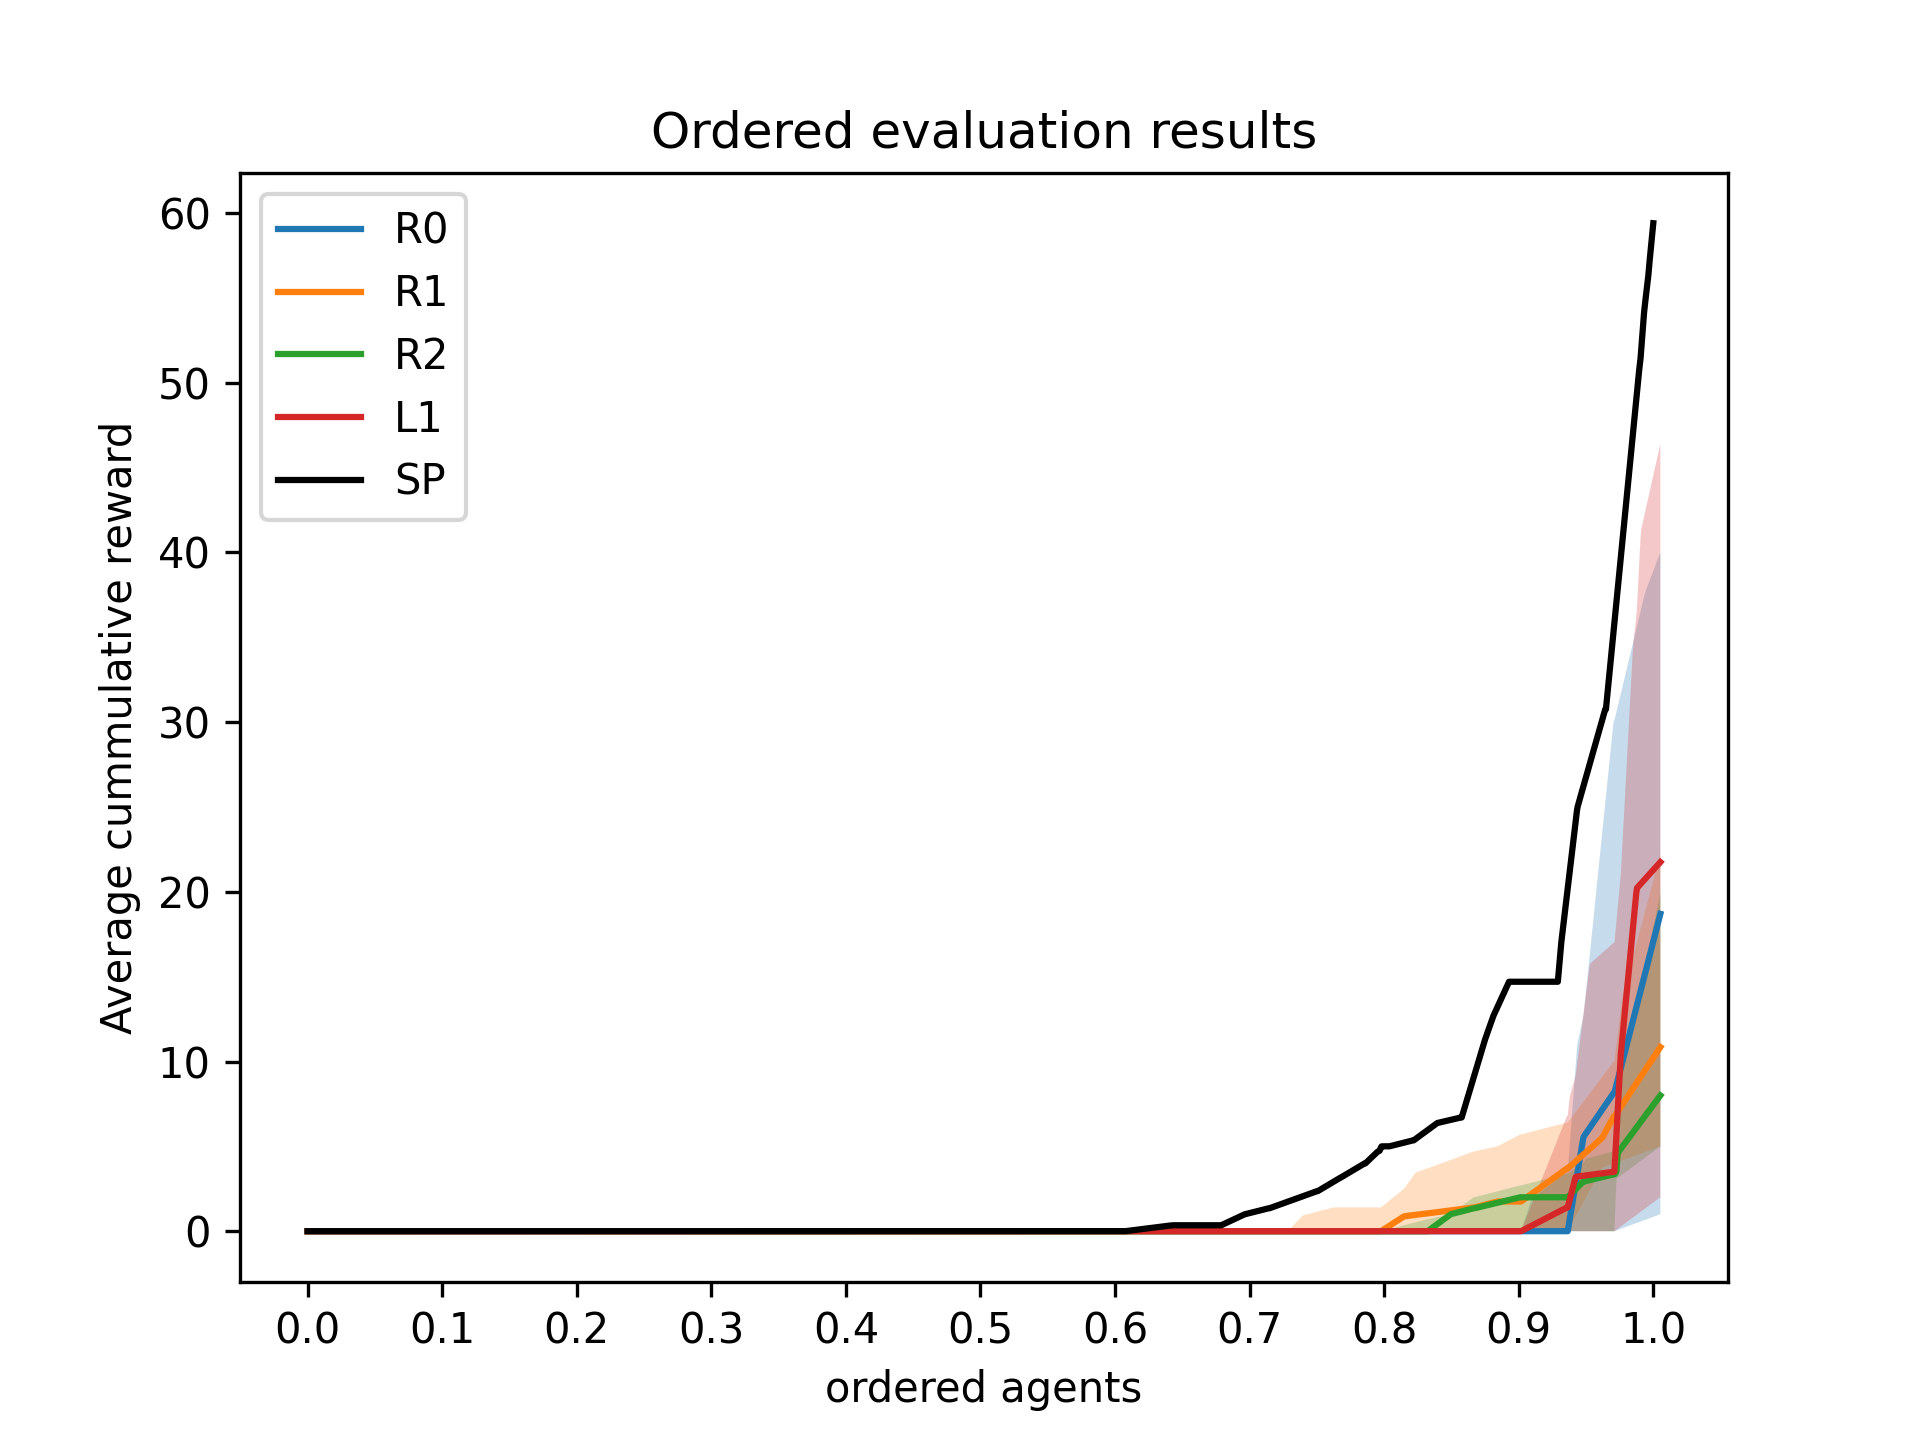 Ordered evaluation results
60
50
40
30
20
10
0
Average cummulative reward
R0
R1
R2
L1
SP
0.0 0.1 0.2 0.3 0.4 0.5 0.6 0.7 0.8 0.9 1.0
ordered agents